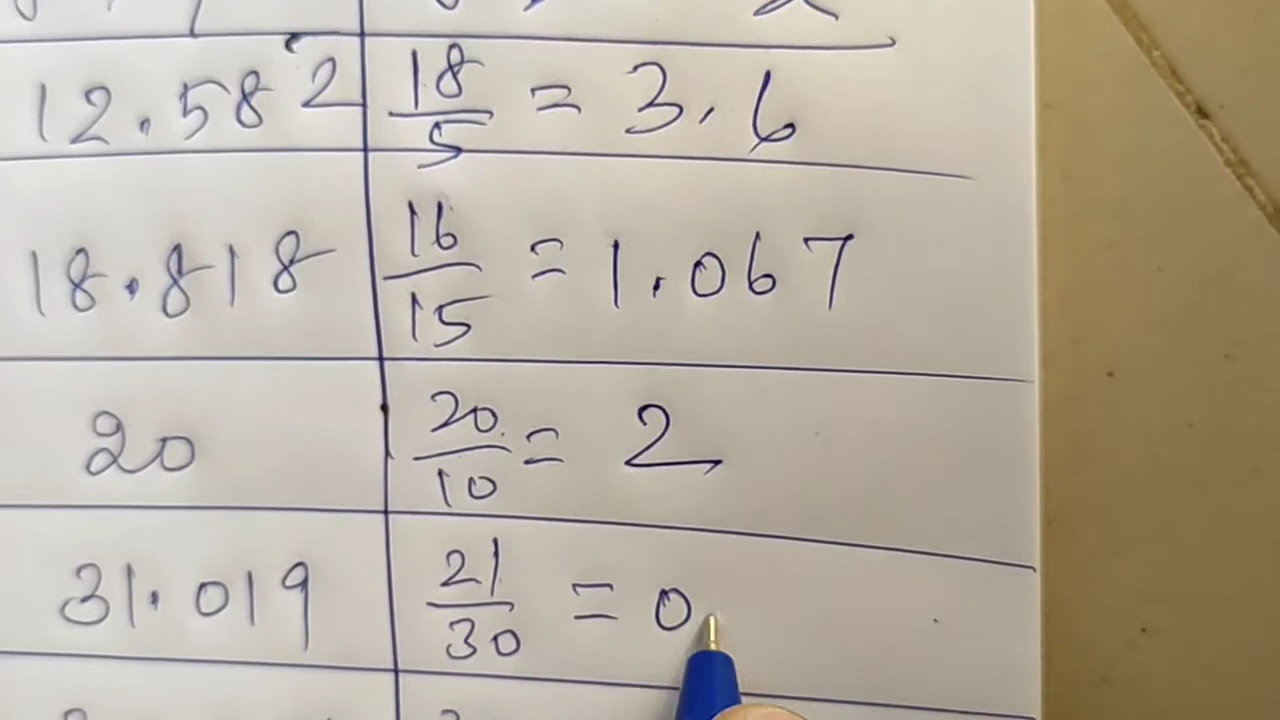 12.582 18/5 = 3.6
18.818 16/15 = 1.067
20 20/10 = 2
31.019 21/30 = 0.